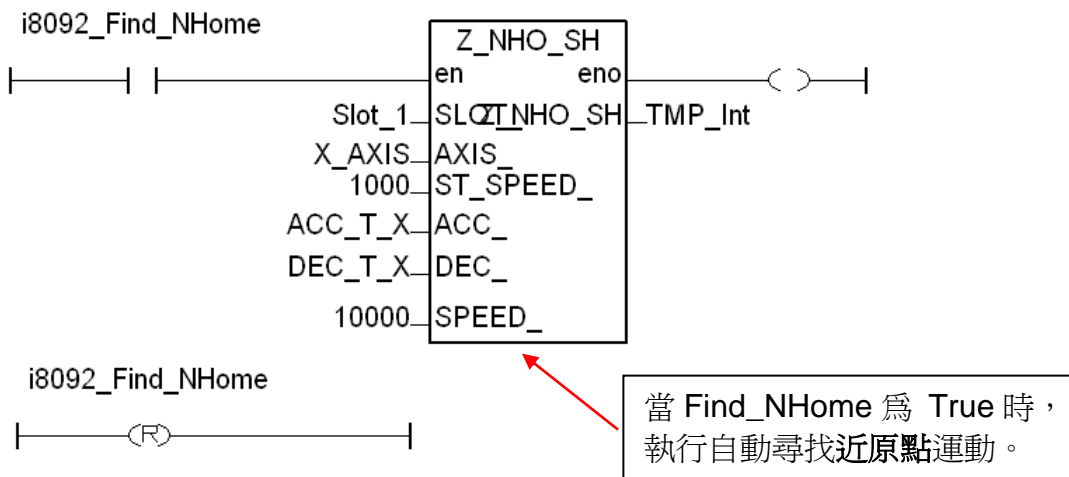 i8092_Find_NHome
Z_NHO_SH
en eno
Slot_1 SLOT_ Z_NHO_SH TMP_Int
X_AXIS AXIS_
1000 ST_SPEED_
ACC_T_X ACC_
DEC_T_X DEC_
10000 SPEED_
i8092_Find_NHome
(R)
當 Find_NHome 為 True 時，
執行自動尋找近原點運動。